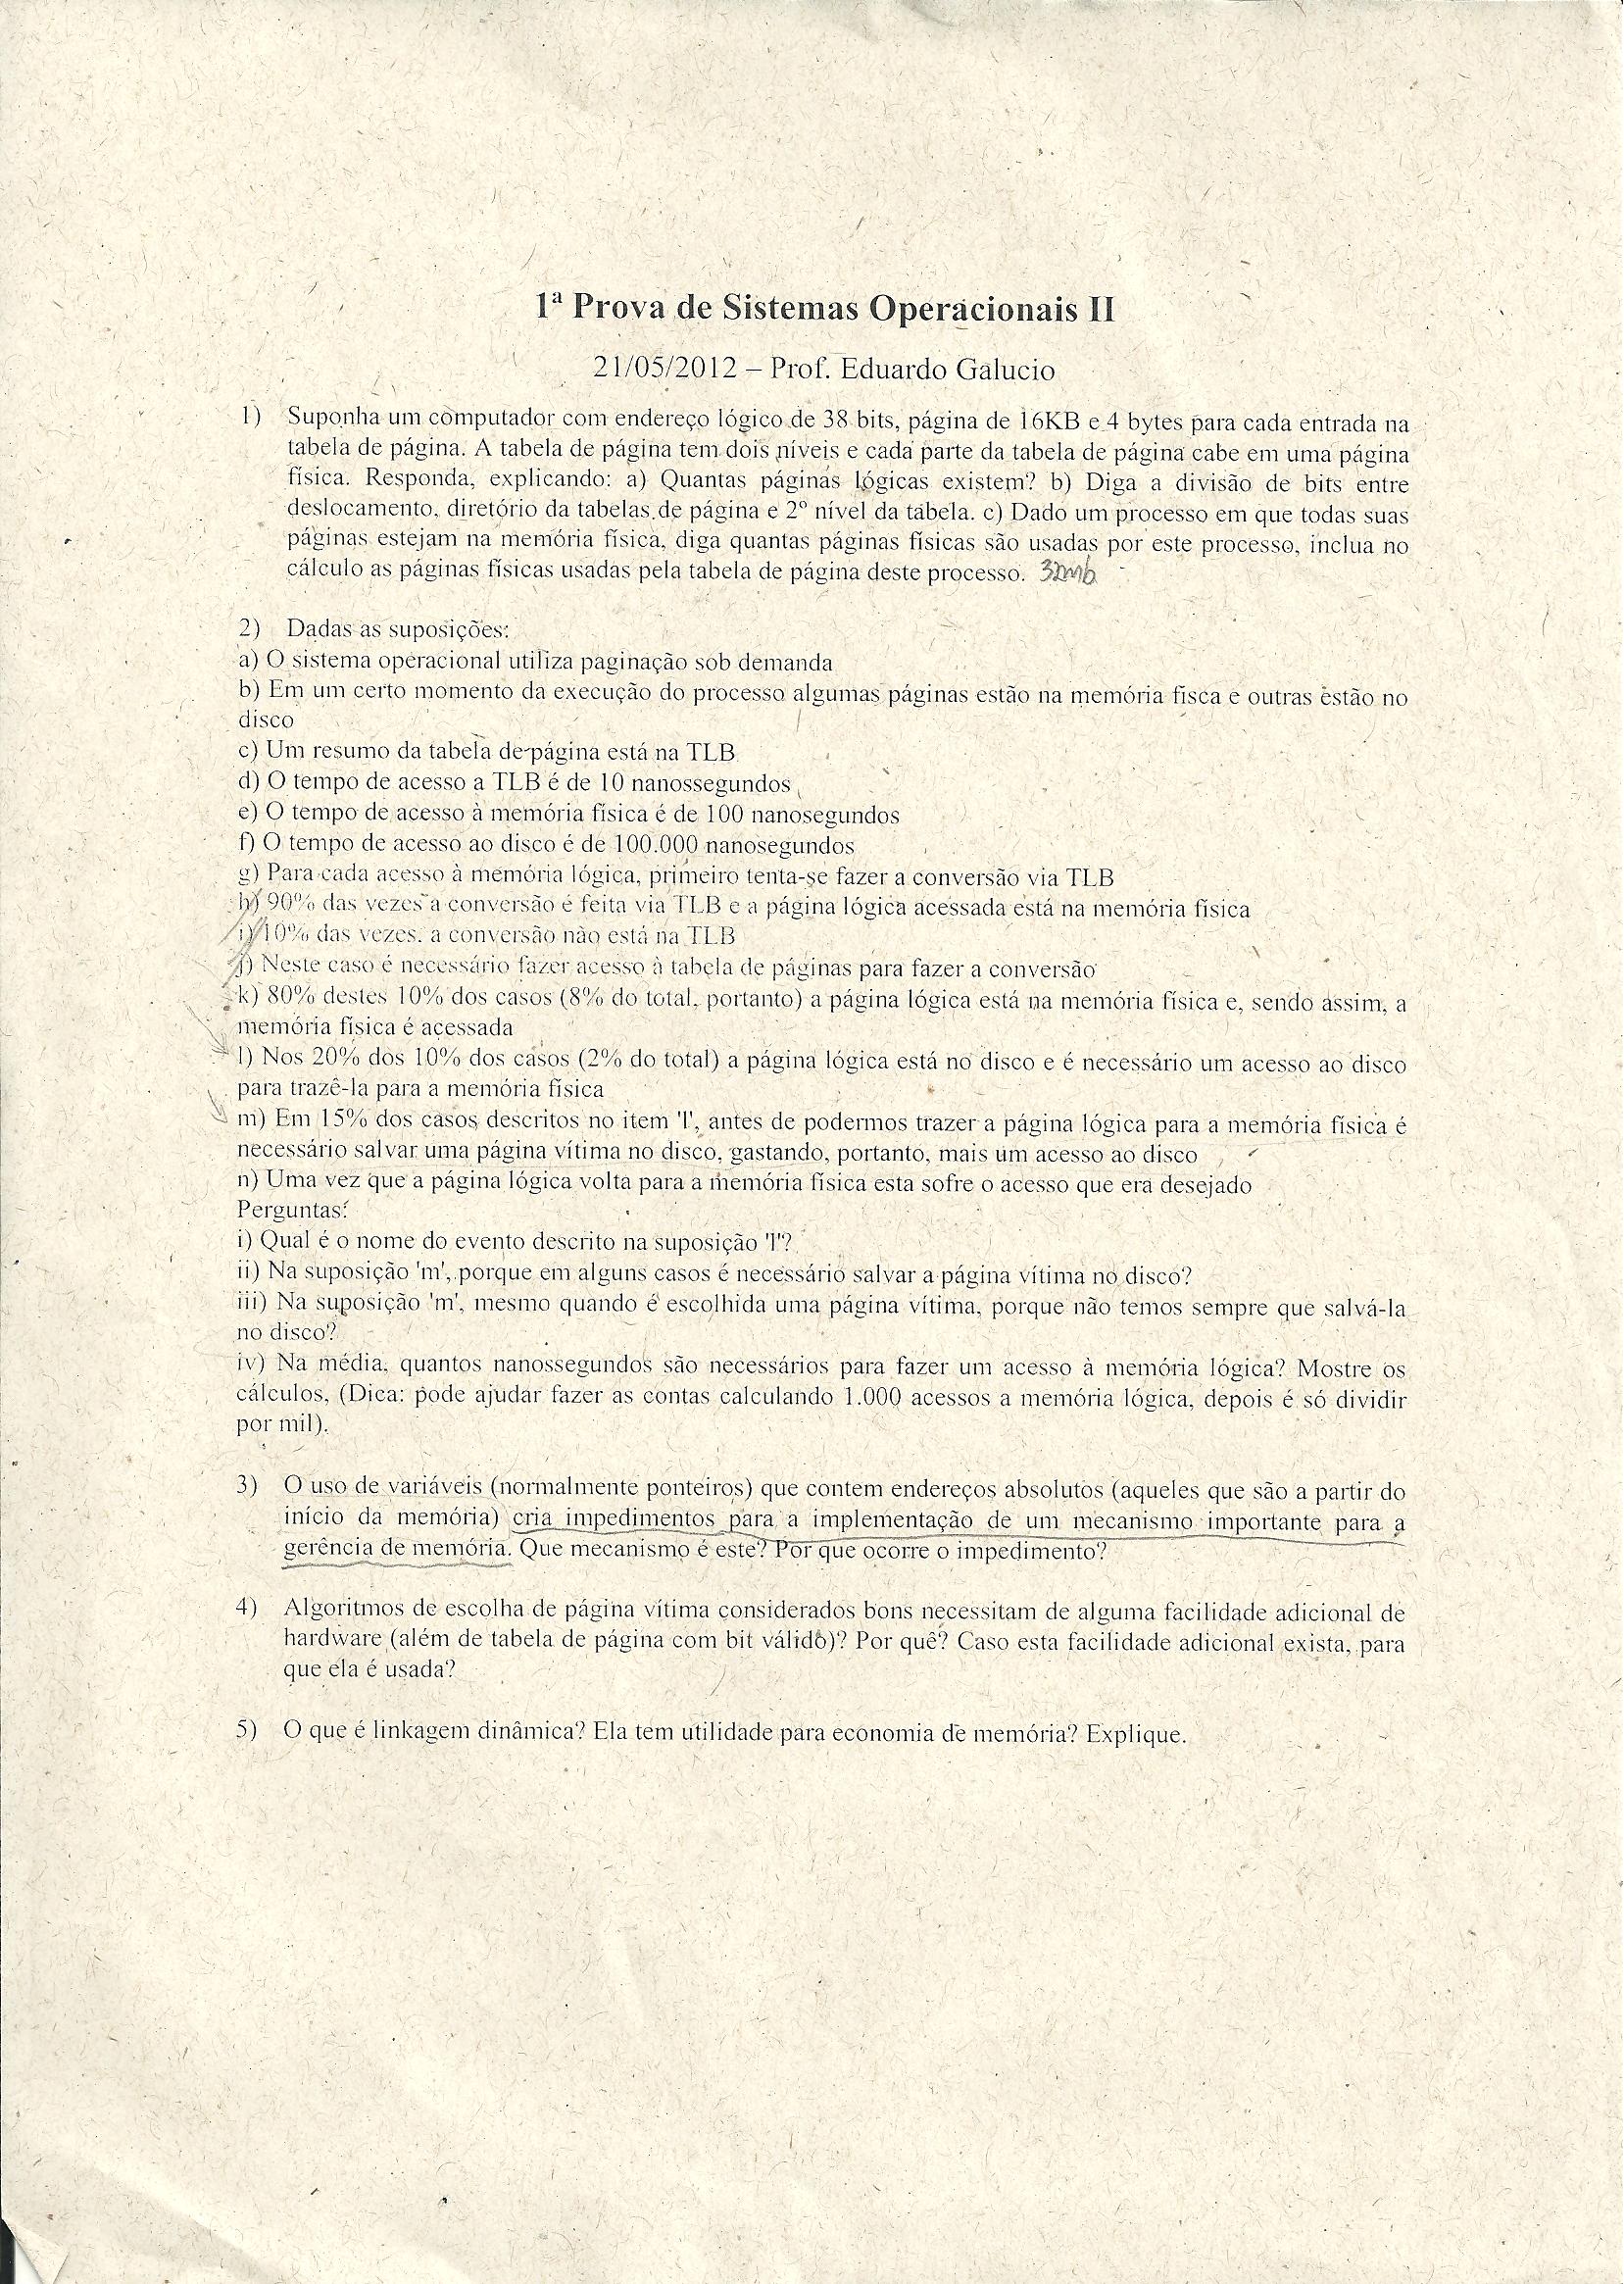 1ª Prova de Sistemas Operacionais II
21/05/2012 – Prof. Eduardo Galucio
1) Suponha um computador com endereço lógico de 38 bits, página de 16KB e 4 bytes para cada entrada na
tabela de página. A tabela de página tem dois níveis e cada parte da tabela de página cabe em uma página
física. Responda, explicando: a) Quantas páginas lógicas existem? b) Diga a divisão de bits entre
deslocamento, diretório da tabelas de página e 2º nível da tabela. c) Dado um processo em que todas suas
páginas estejam na memória física, diga quantas páginas físicas são usadas por este processo, inclua no
cálculo as páginas físicas usadas pela tabela de página deste processo. 32mb
2) Dadas as suposições:
a) O sistema operacional utiliza paginação sob demanda
b) Em um certo momento da execução do processo algumas páginas estão na memória fisca e outras estão no
disco
c) Um resumo da tabela de página está na TLB
d) O tempo de acesso a TLB é de 10 nanossegundos
e) O tempo de acesso à memória física é de 100 nanosegundos
f) O tempo de acesso ao disco é de 100.000 nanosegundos
g) Para cada acesso à memória lógica, primeiro tenta-se fazer a conversão via TLB
h) 90% das vezes a conversão é feita via TLB e a página lógica acessada está na memória física
i) 10% das vezes. a conversão não está na TLB
j) Neste caso é necessário fazer acesso à tabela de páginas para fazer a conversão
k) 80% destes 10% dos casos (8% do total, portanto) a página lógica está na memória física e, sendo assim, a
memória física é acessada
l) Nos 20% dos 10% dos casos (2% do total) a página lógica está no disco e é necessário um acesso ao disco
para trazê-la para a memória física
m) Em 15% dos casos descritos no item 'l', antes de podermos trazer a página lógica para a memória física é
necessário salvar uma página vítima no disco, gastando, portanto, mais um acesso ao disco
n) Uma vez que a página lógica volta para a memória física esta sofre o acesso que era desejado
Perguntas:
i) Qual é o nome do evento descrito na suposição 'l'?
ii) Na suposição 'm', porque em alguns casos é necessário salvar a página vítima no disco?
iii) Na suposição 'm', mesmo quando é escolhida uma página vítima, porque não temos sempre que salvá-la
no disco?
iv) Na média, quantos nanossegundos são necessários para fazer um acesso à memória lógica? Mostre os
cálculos, (Dica: pode ajudar fazer as contas calculando 1.000 acessos a memória lógica, depois é só dividir
por mil).
3) O uso de variáveis (normalmente ponteiros) que contem endereços absolutos (aqueles que são a partir do
início da memória) cria impedimentos para a implementação de um mecanismo importante para a
gerência de memória. Que mecanismo é este? Por que ocorre o impedimento?
4) Algoritmos de escolha de página vítima considerados bons necessitam de alguma facilidade adicional de
hardware (além de tabela de página com bit válido)? Por quê? Caso esta facilidade adicional exista, para
que ela é usada?
5) O que é linkagem dinâmica? Ela tem utilidade para economia de memória? Explique.